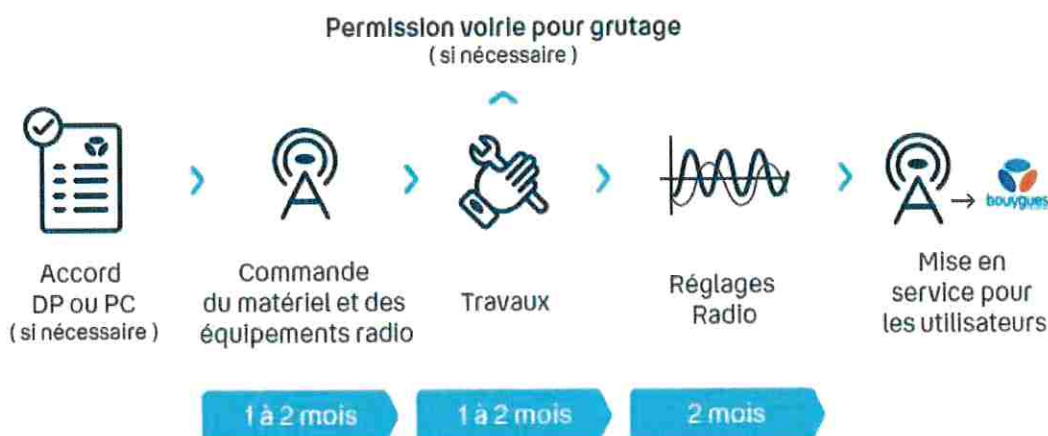 Permission voirie pour grutage
( si nécessaire )
Accord
DP ou PC
( si nécessaire )
Commande
du matériel et des
équipements radio
Travaux
Réglages
Radio
bouygues
Mise en
service pour
les utilisateurs
1 à 2 mois
1 à 2 mois
2 mois